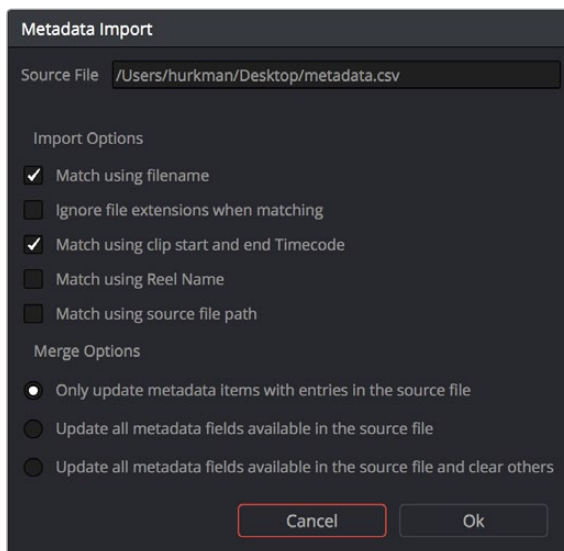 Metadata Import
Source File /Users/hurkman/Desktop/metadata.csv
Import Options
Match using filename
Ignore file extensions when matching
Match using clip start and end Timecode
Match using Reel Name
Match using source file path
Merge Options
Only update metadata items with entries in the source file
Update all metadata fields available in the source file
Update all metadata fields available in the source file and clear others
Cancel Ok